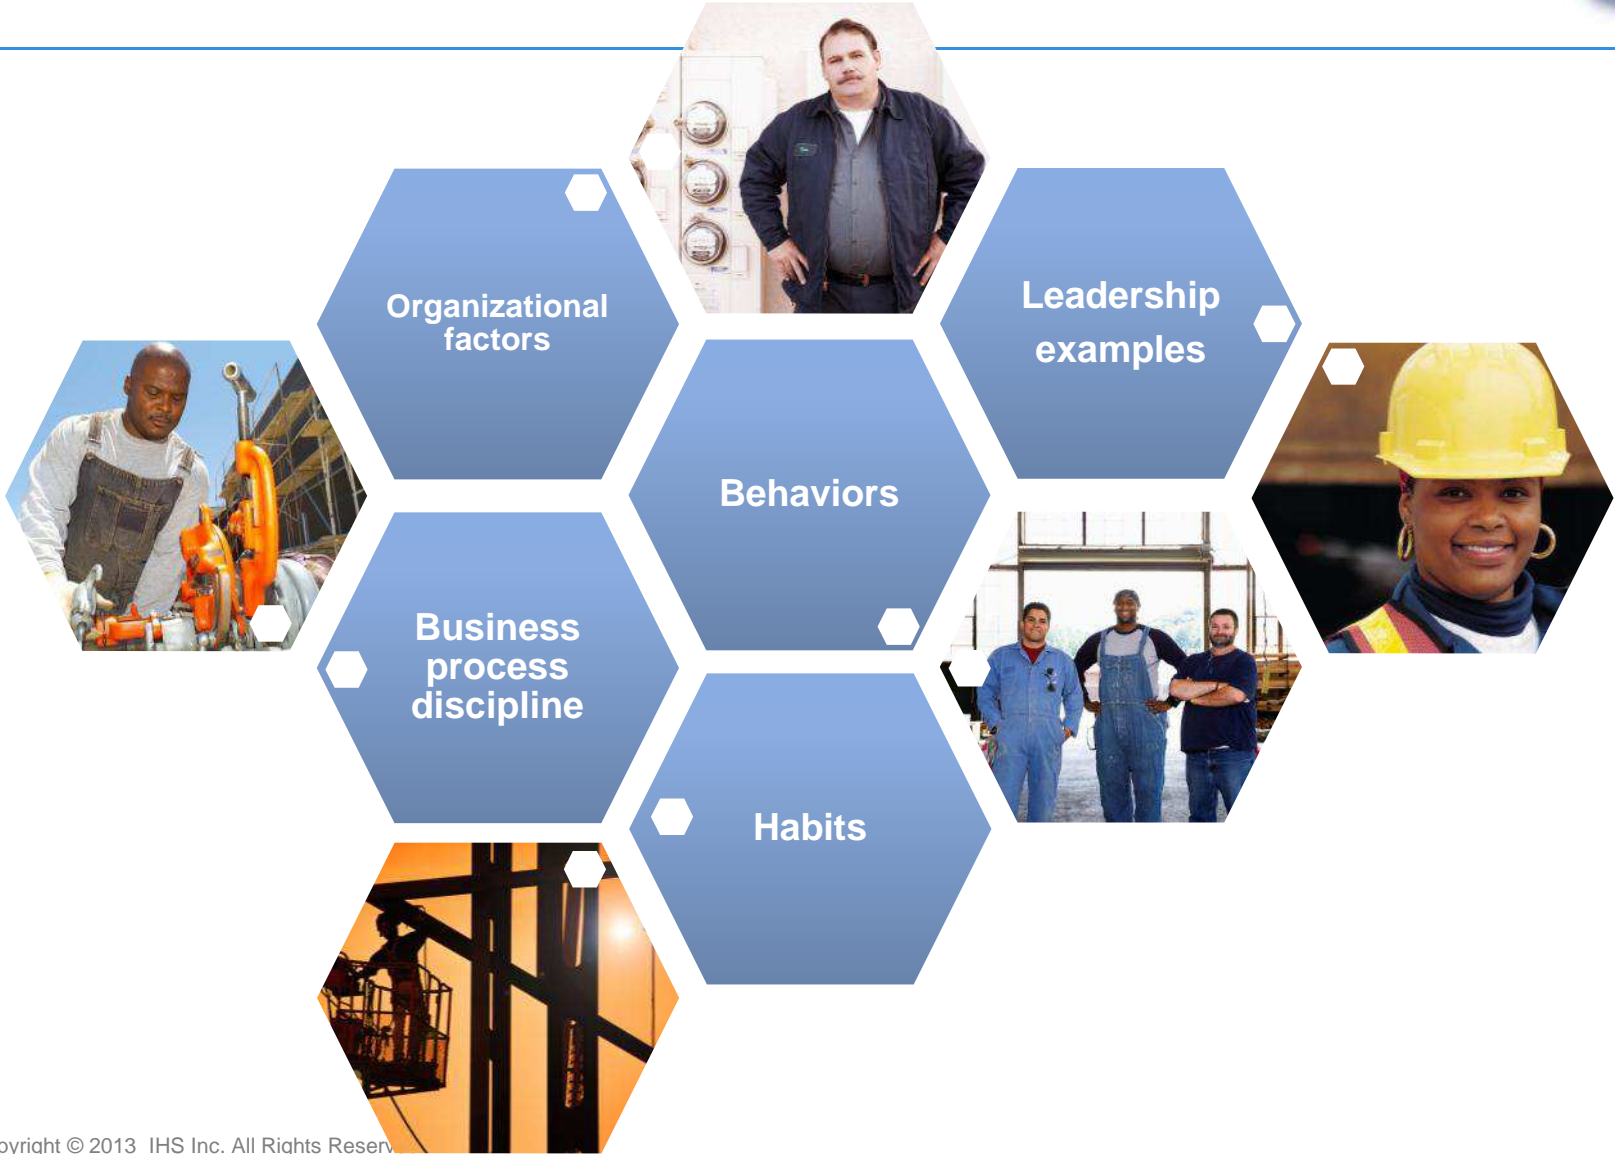 Organizational
factors
Leadership
examples
Behaviors
Business
process
discipline
Habits
opyright © 2013 IHS Inc. All Rights Reserv